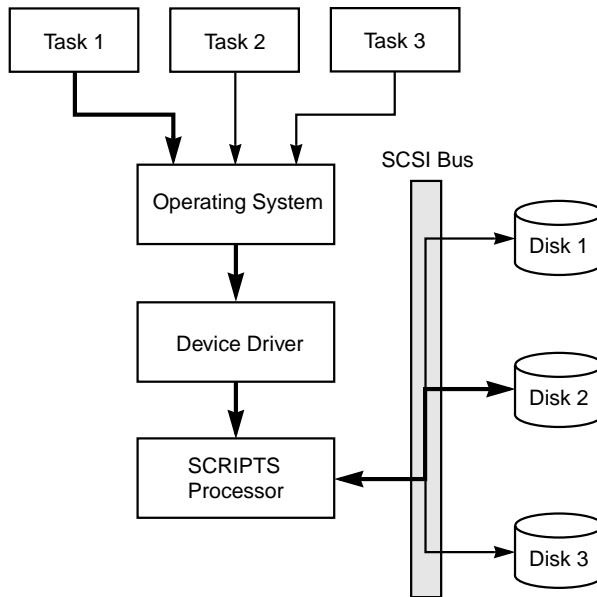 Task 1
Task 2
Task 3
SCSI Bus
Operating System
Disk 1
Device Driver
Disk 2
SCRIPTS
Processor
Disk 3